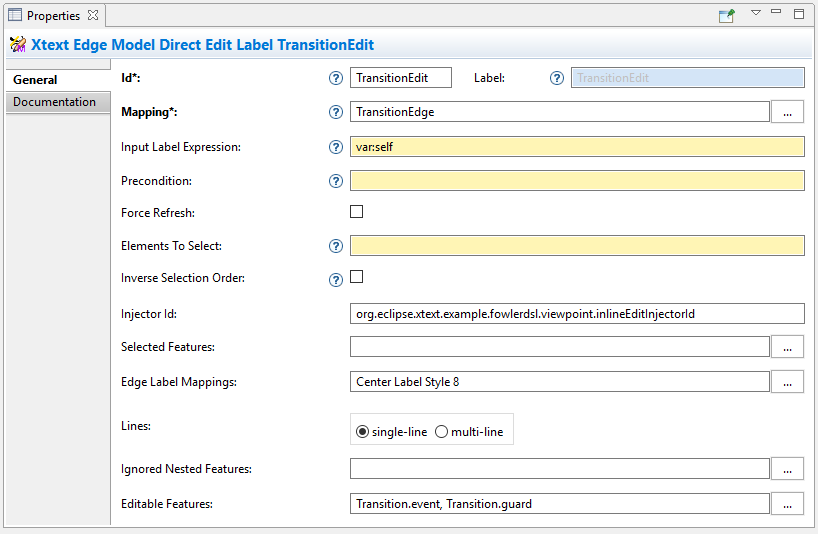 Properties
Xtext Edge Model Direct Edit Label TransitionEdit
General
Documentation
Id*: ? TransitionEdit Label: ? TransitionEdit
Mapping*: ? TransitionEdge ...
Input Label Expression: ? var:self
Precondition: ?
Force Refresh:
Elements To Select: ?
Inverse Selection Order: ?
Injector Id: org.eclipse.xtext.example.fowlerdsl.viewpoint.inlineEditInjectorId
Selected Features: ...
Edge Label Mappings: Center Label Style 8 ...
Lines: single-line multi-line
Ignored Nested Features: ...
Editable Features: Transition.event, Transition.guard ...